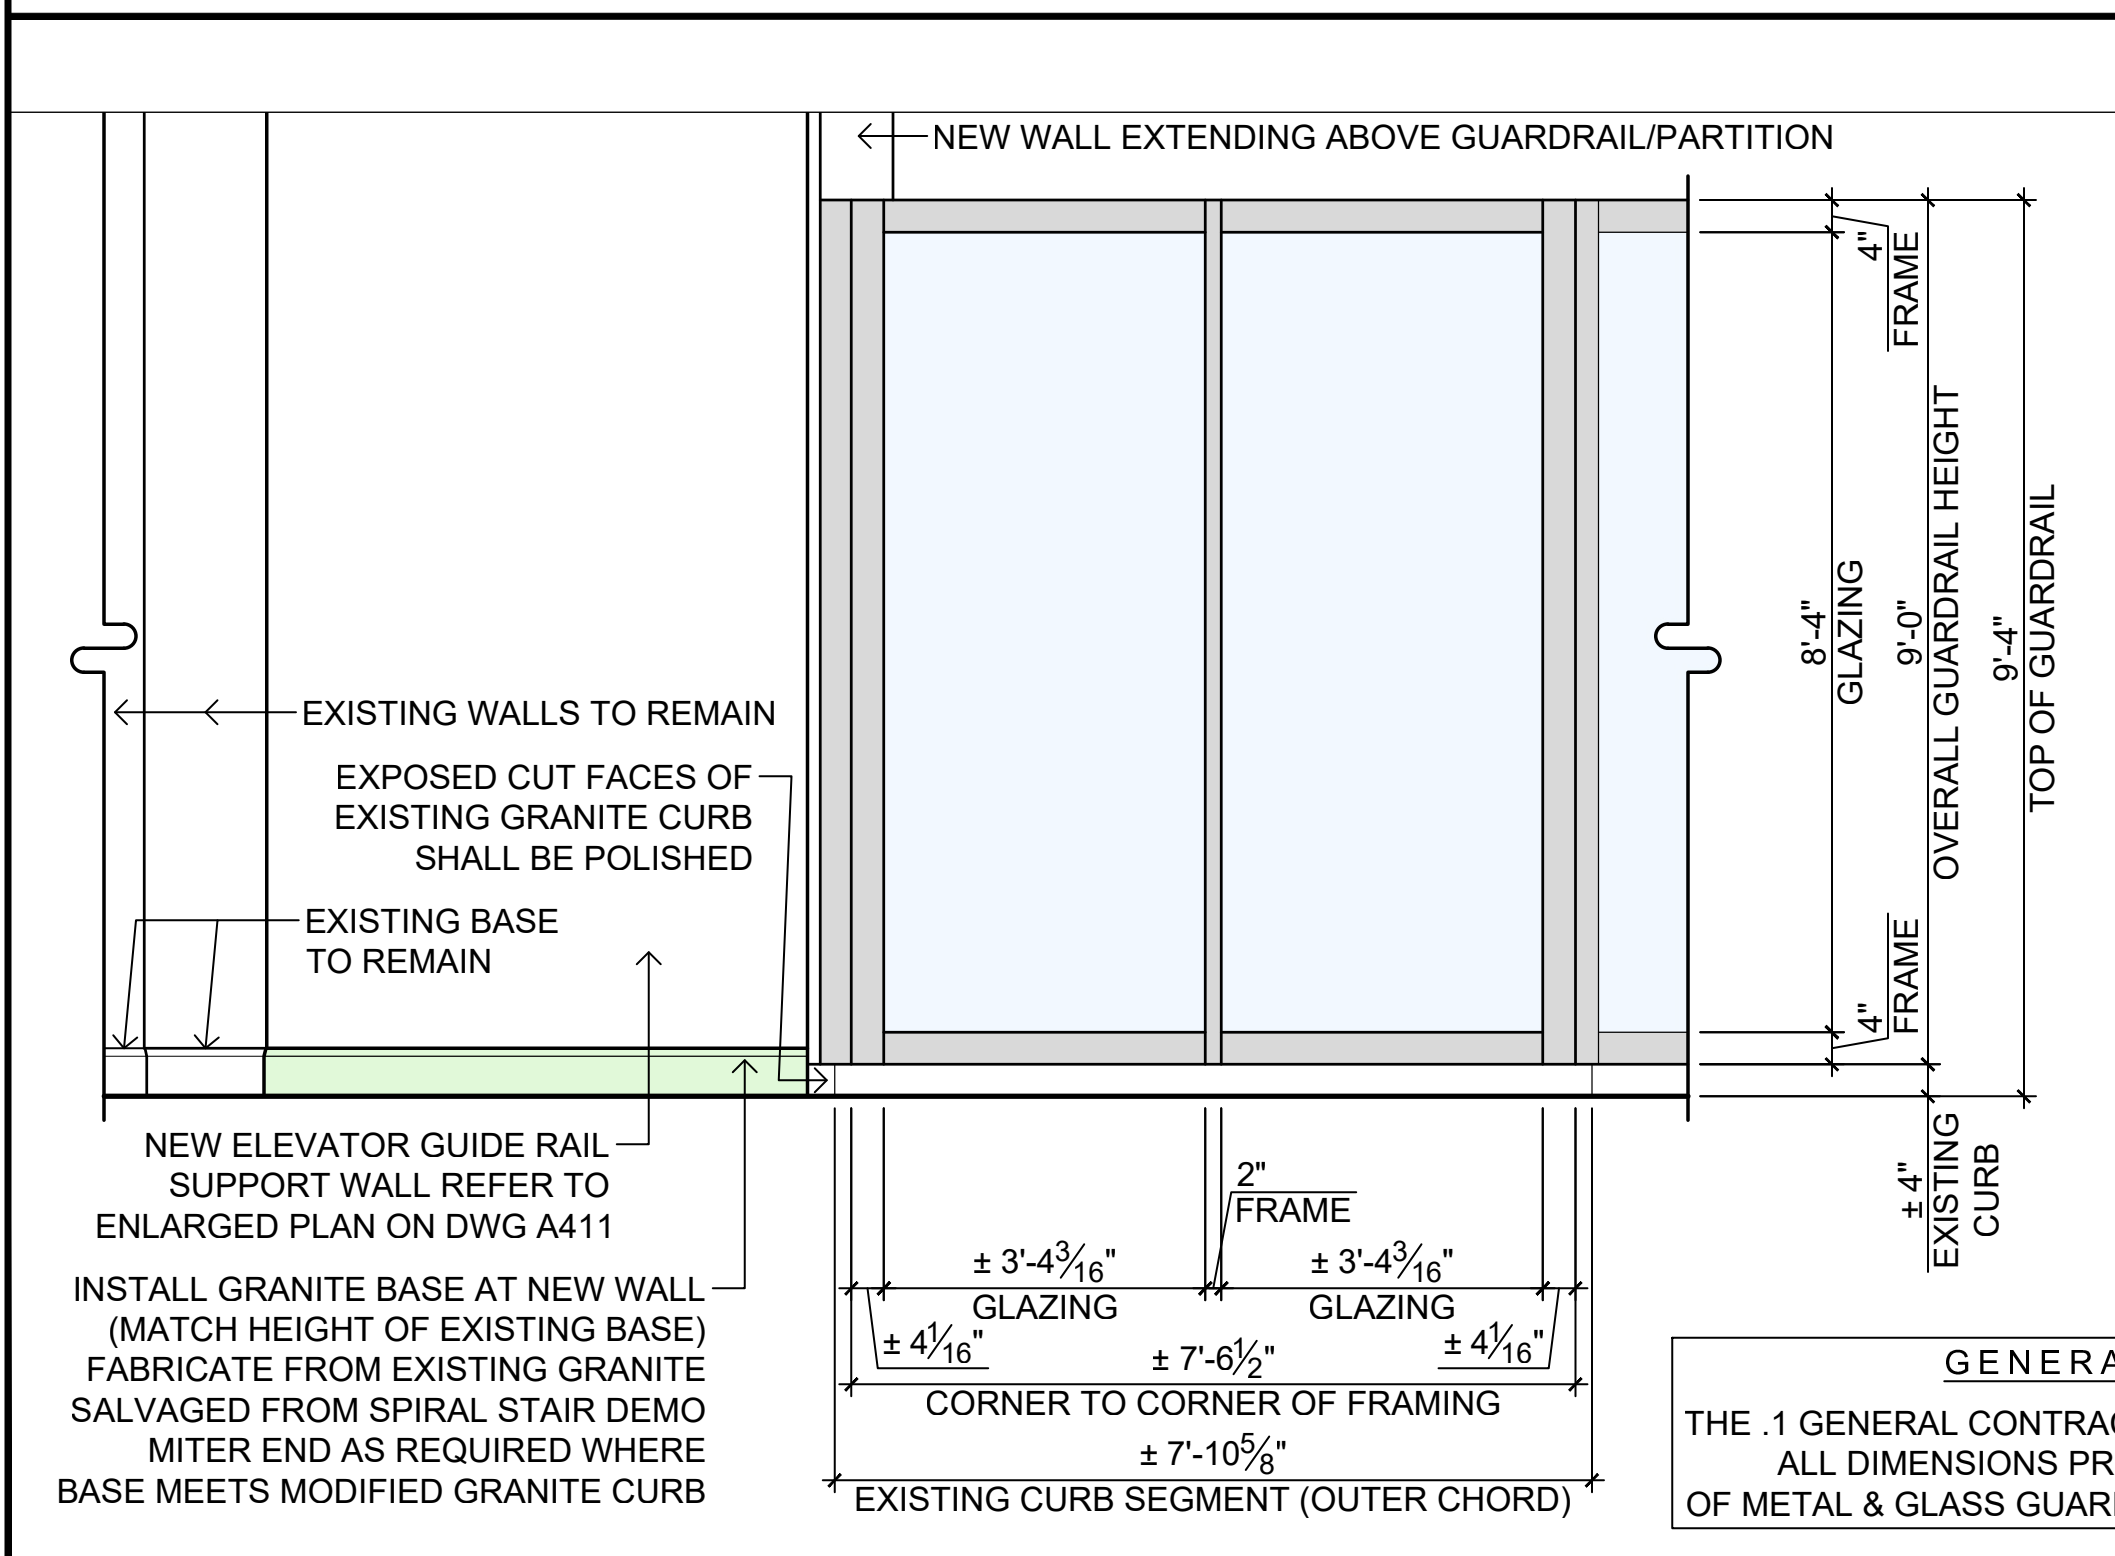 NEW WALL EXTENDING ABOVE GUARDRAIL/PARTITION
4"
FRAME
8'-4"
GLAZING
9'-0"
OVERALL GUARDRAIL HEIGHT
9'-4"
TOP OF GUARDRAIL
4"
FRAME
± 4"
EXISTING
CURB
EXISTING WALLS TO REMAIN
EXPOSED CUT FACES OF
EXISTING GRANITE CURB
SHALL BE POLISHED
EXISTING BASE
TO REMAIN
NEW ELEVATOR GUIDE RAIL
SUPPORT WALL REFER TO
ENLARGED PLAN ON DWG A411
INSTALL GRANITE BASE AT NEW WALL
(MATCH HEIGHT OF EXISTING BASE)
FABRICATE FROM EXISTING GRANITE
SALVAGED FROM SPIRAL STAIR DEMO
MITER END AS REQUIRED WHERE
BASE MEETS MODIFIED GRANITE CURB
2"
FRAME
± 3'-4 3/16"
GLAZING
± 3'-4 3/16"
GLAZING
± 4 1/16"
± 4 1/16"
± 7'-6 1/2"
CORNER TO CORNER OF FRAMING
± 7'-10 5/8"
EXISTING CURB SEGMENT (OUTER CHORD)
GENERA
THE .1 GENERAL CONTRAC
ALL DIMENSIONS PR
OF METAL & GLASS GUAR